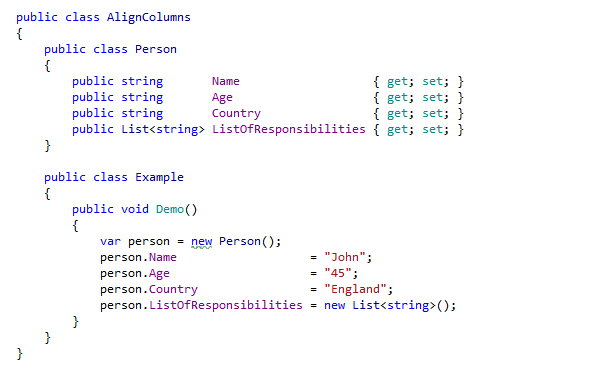 public class AlignColumns
{
    public class Person
    {
        public string       Name                   { get; set; }
        public string       Age                    { get; set; }
        public string       Country                { get; set; }
        public List<string> ListOfResponsibilities { get; set; }
    }

    public class Example
    {
        public void Demo()
        {
            var person = new Person();
            person.Name                   = "John";
            person.Age                    = "45";
            person.Country                = "England";
            person.ListOfResponsibilities = new List<string>();
        }
    }
}